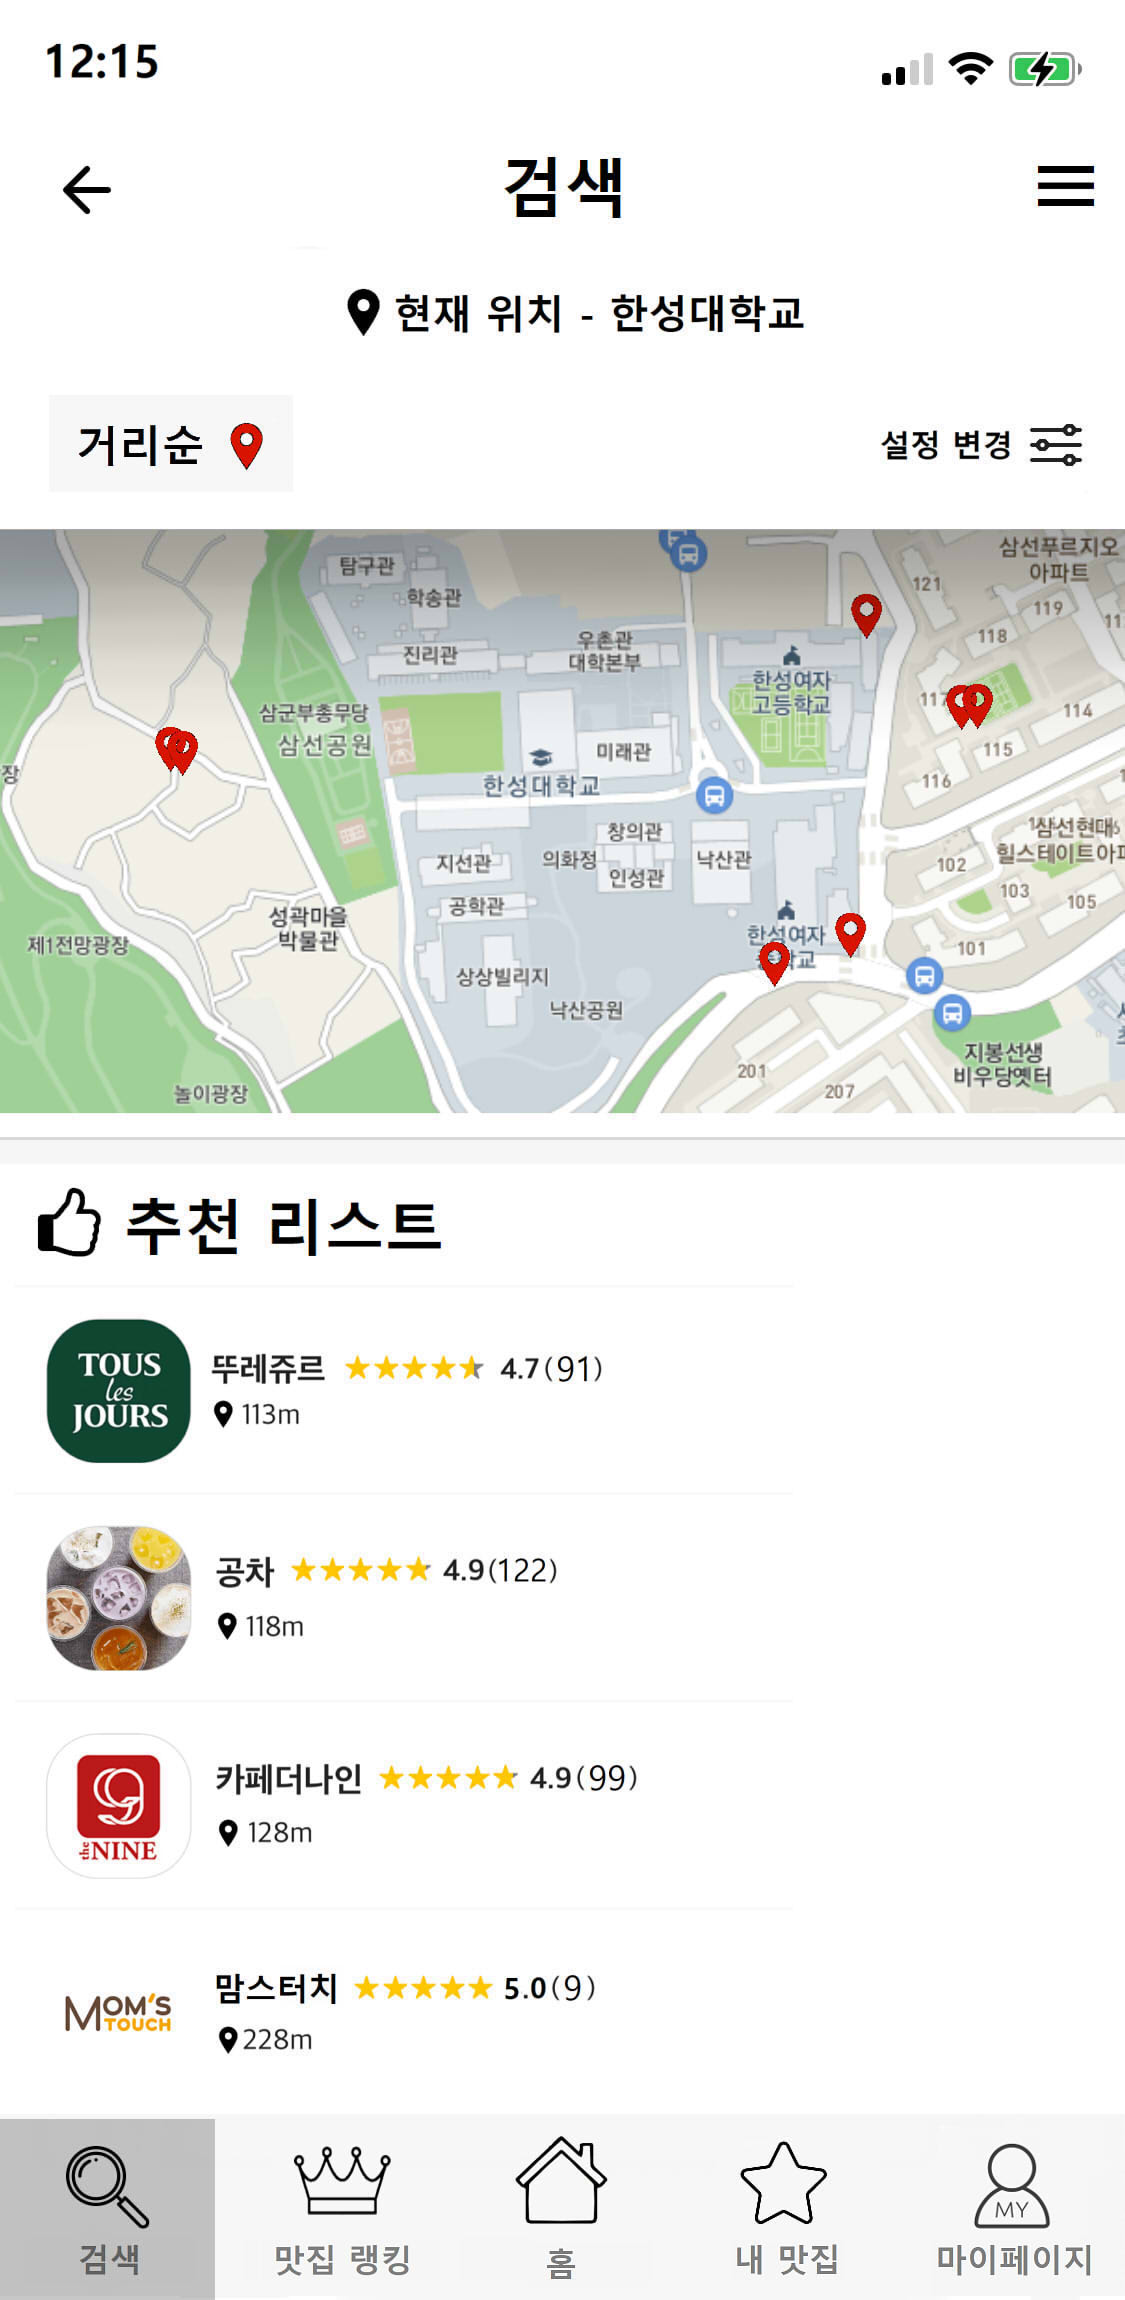 12:15
검색
현재 위치 - 한성대학교
거리순
설정 변경
탐구관
학송관
진리관
우촌관
대학본부
한성여자
고등학교
삼선푸르지오
아파트
121
119
118
114
115
116
삼군부총무당
삼선공원
미래관
한성대학교
창의관
지선관
의화정
인성관
낙산관
공학관
삼선현대
힐스테이트아파
102
103
105
101
성곽마을
박물관
제1전망광장
한성여자
상상빌리지
낙산공원
201
207
지봉선생
비우당옛터
놀이광장
추천 리스트
TOUS
les
JOURS
뚜레쥬르 4.7(91)
113m
공차 4.9(122)
118m
the NINE
카페더나인 4.9(99)
128m
MOM'S
TOUCH
맘스터치 5.0(9)
228m
MY
검색 맛집 랭킹 홈 내 맛집 마이페이지